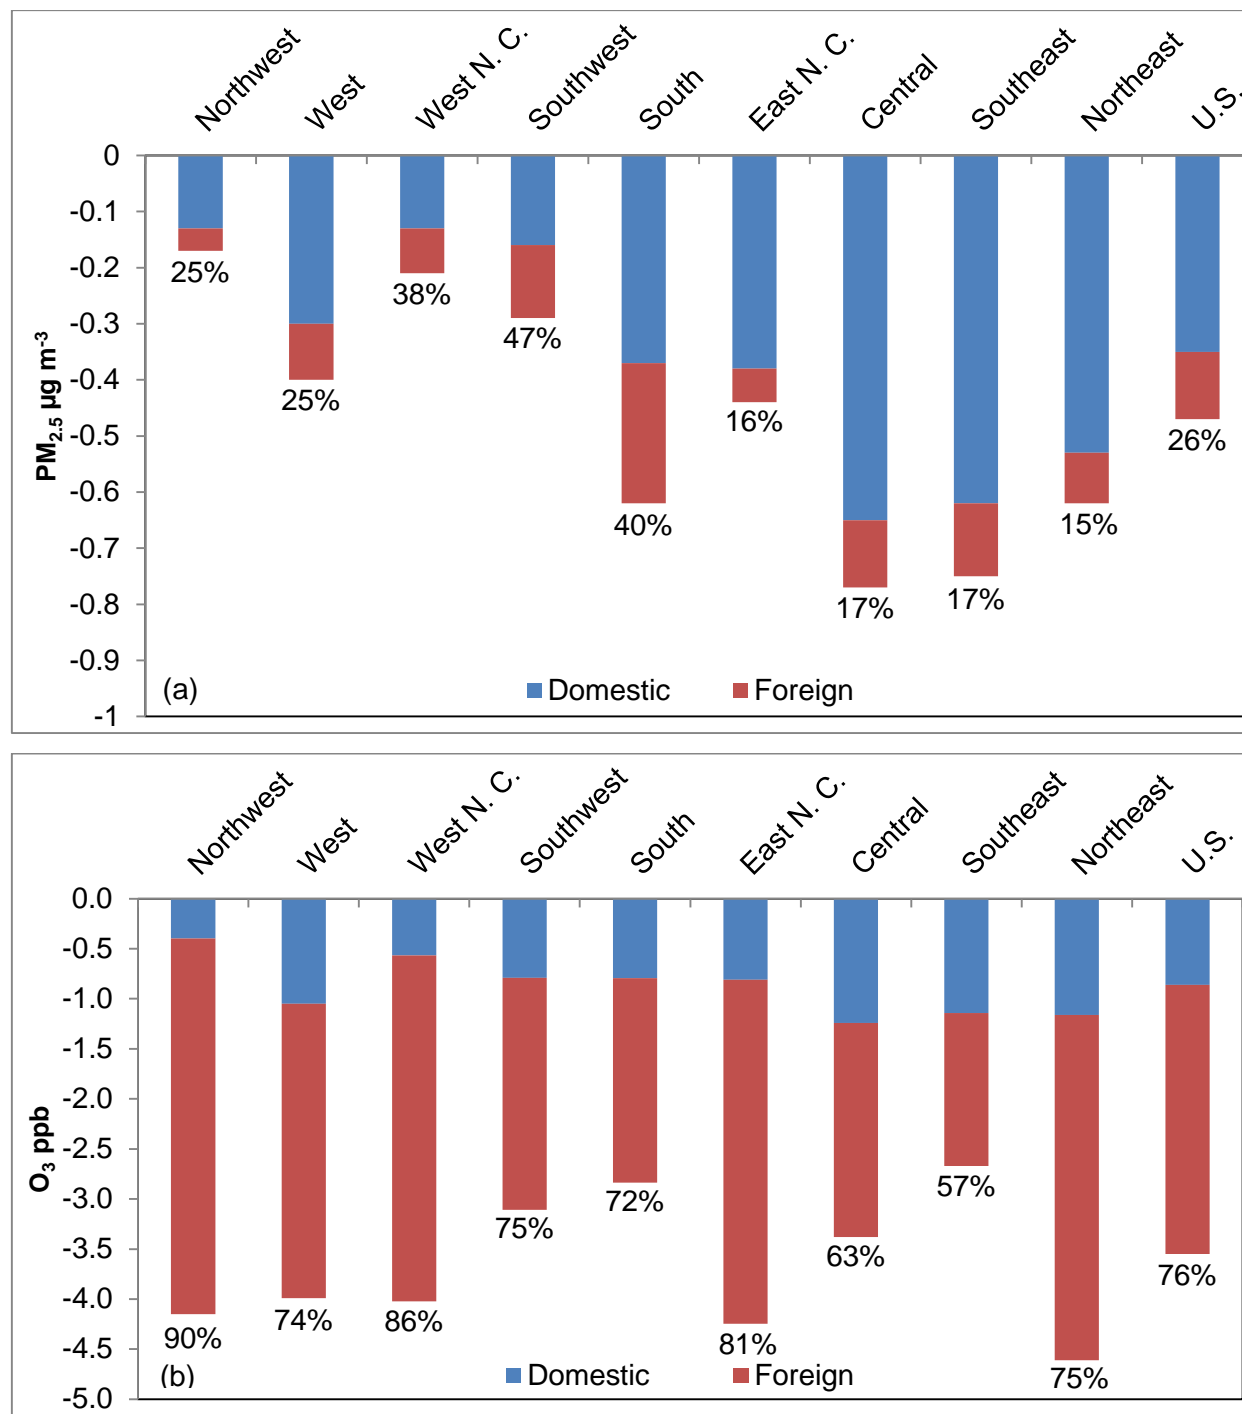 Northwest
West
West N. C.
Southwest
South
East N. C.
Central
Southeast
Northeast
U.S.
0
-0.1
-0.2
-0.3
-0.4
-0.5
-0.6
-0.7
-0.8
-0.9
-1
PM2.5 µg m-3
25%
25%
38%
47%
40%
16%
17%
17%
15%
26%
(a)
Domestic Foreign
Northwest
West
West N. C.
Southwest
South
East N. C.
Central
Southeast
Northeast
U.S.
0.0
-0.5
-1.0
-1.5
-2.0
-2.5
-3.0
-3.5
-4.0
-4.5
-5.0
O3 ppb
90%
74%
86%
75%
72%
81%
63%
57%
75%
76%
(b)
Domestic Foreign